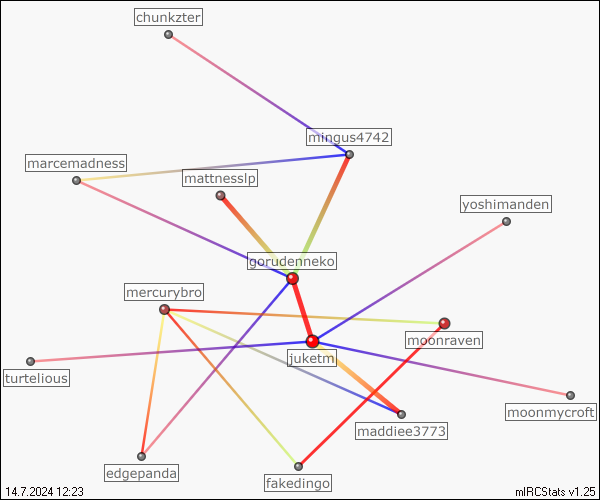 chunkzter
mingus4742
marcemadness
mattnesslp
yoshimanden
gorudenneko
mercurybro
moonraven
juketm
turtelious
moonmycroft
maddiee3773
edgepanda
fakedingo
14.7.2024 12:23
mIRCStats v1.25